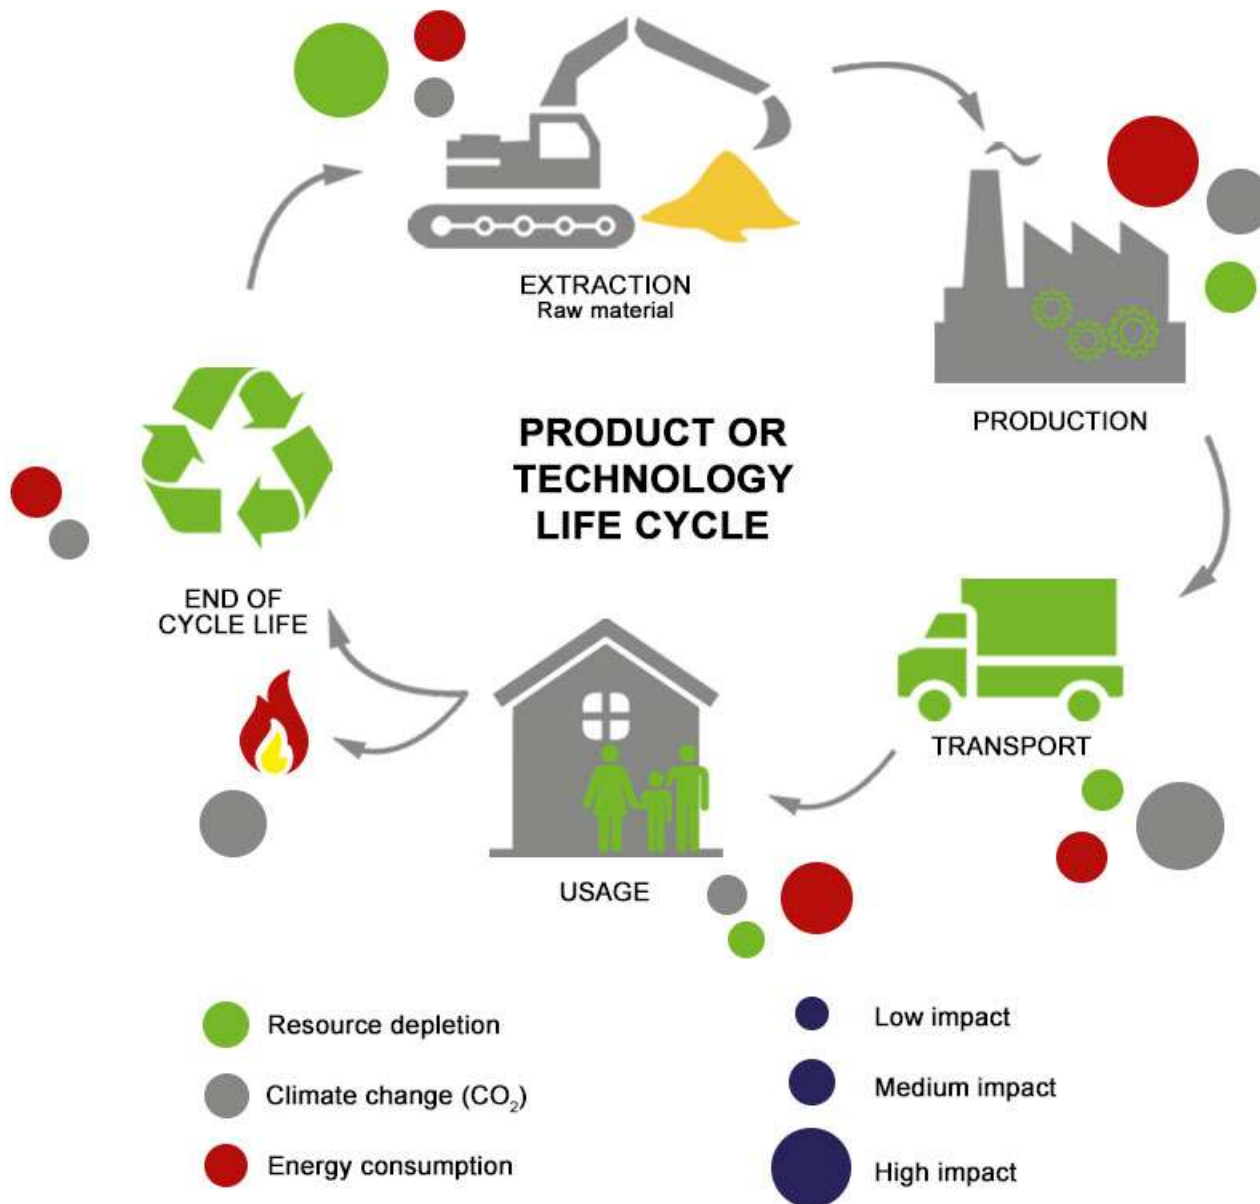 EXTRACTION
Raw material
PRODUCTION
PRODUCT OR
TECHNOLOGY
LIFE CYCLE
END OF
CYCLE LIFE
TRANSPORT
USAGE
Resource depletion
Climate change (CO₂)
Energy consumption
Low impact
Medium impact
High impact